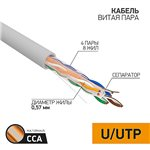 КАБЕЛЬ
ВИТАЯ ПАРА
4 ПАРЫ
8 ЖИЛ
СЕПАРАТОР
ДИАМЕТР ЖИЛЫ
0,57 мм
CCA
U/UTP